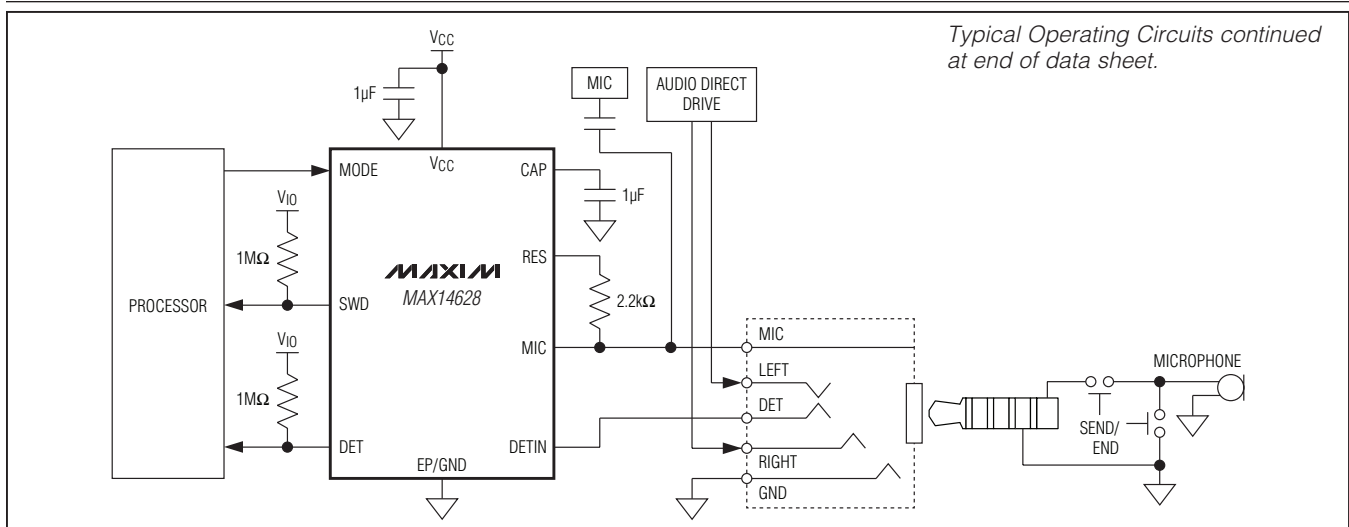 Typical Operating Circuits continued
at end of data sheet.
VCC
1µF
MIC
AUDIO DIRECT
DRIVE
MODE
VCC
CAP
1µF
VIO
1MΩ
RES
2.2kΩ
MAXIM
MAX14628
PROCESSOR
SWD
VIO
1MΩ
MIC
MIC
LEFT
DET
RIGHT
GND
MICROPHONE
SEND/
END
DET
EP/GND
DETIN